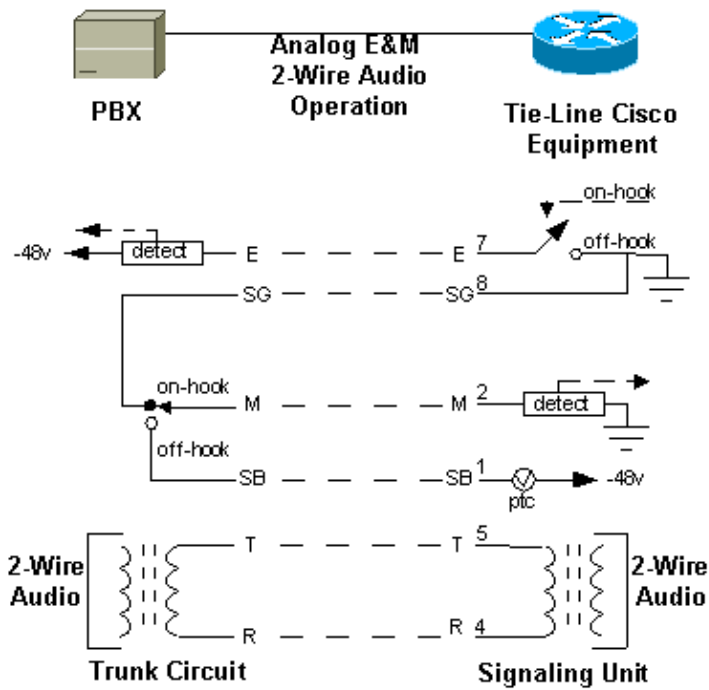 Analog E&M
2-Wire Audio
Operation
PBX
Tie-Line Cisco
Equipment
on-hook
-48v detect E E 7 off-hook
SG SG 8
on-hook
M M 2 detect
off-hook
SB SB 1 -48v
ptc
T T 5
2-Wire
Audio
2-Wire
Audio
R R 4
Trunk Circuit
Signaling Unit